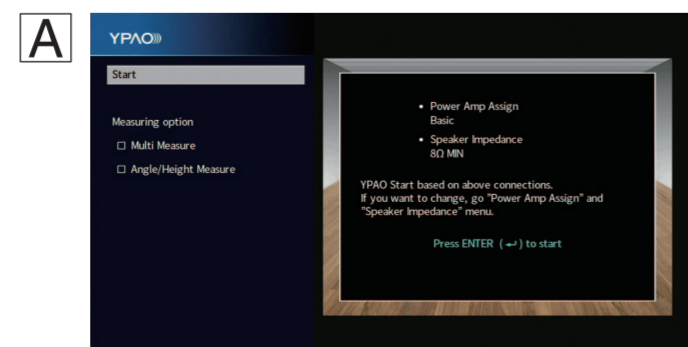 A
YPAO
Start
Measuring option
Multi Measure
Angle/Height Measure
• Power Amp Assign
Basic
• Speaker Impedance
8Ω MIN
YPAO Start based on above connections.
If you want to change, go "Power Amp Assign" and
"Speaker Impedance" menu.
Press ENTER (↵) to start